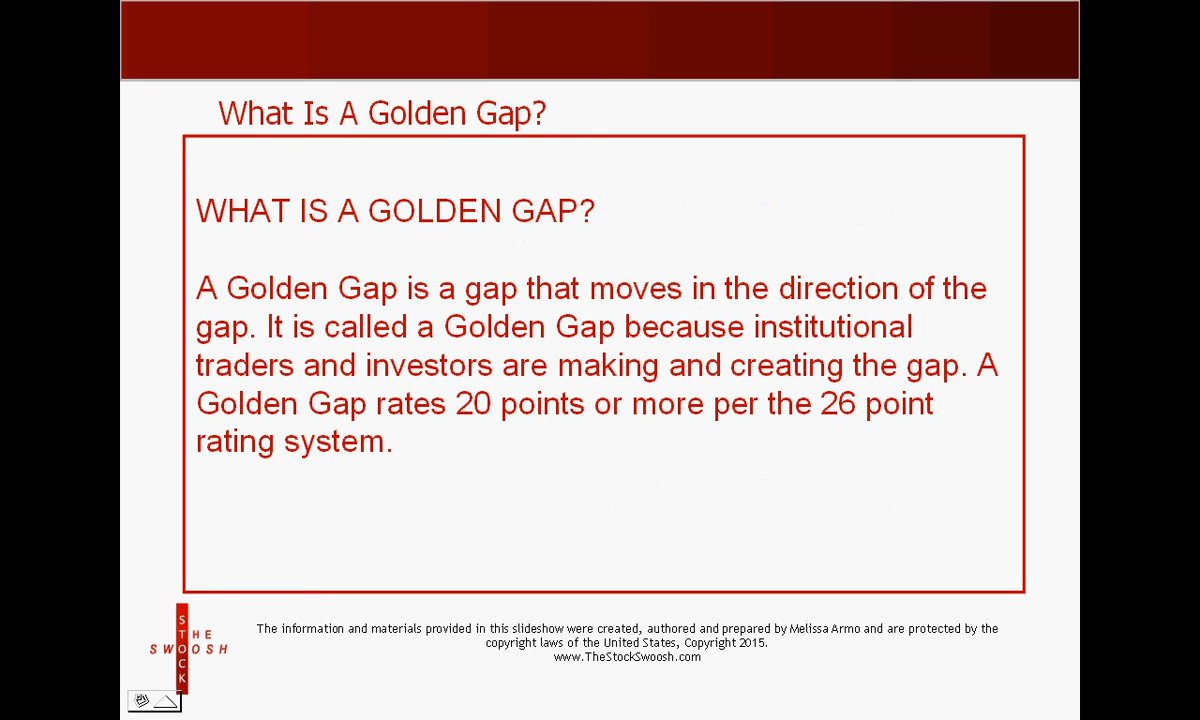 What Is A Golden Gap?
WHAT IS A GOLDEN GAP?
A Golden Gap is a gap that moves in the direction of the
gap. It is called a Golden Gap because institutional
traders and investors are making and creating the gap. A
Golden Gap rates 20 points or more per the 26 point
rating system.
THE
STOCK
SWOOSH
The information and materials provided in this slideshow were created, authored and prepared by Melissa Armo and are protected by the
copyright laws of the United States, Copyright 2015.
www.TheStockSwoosh.com